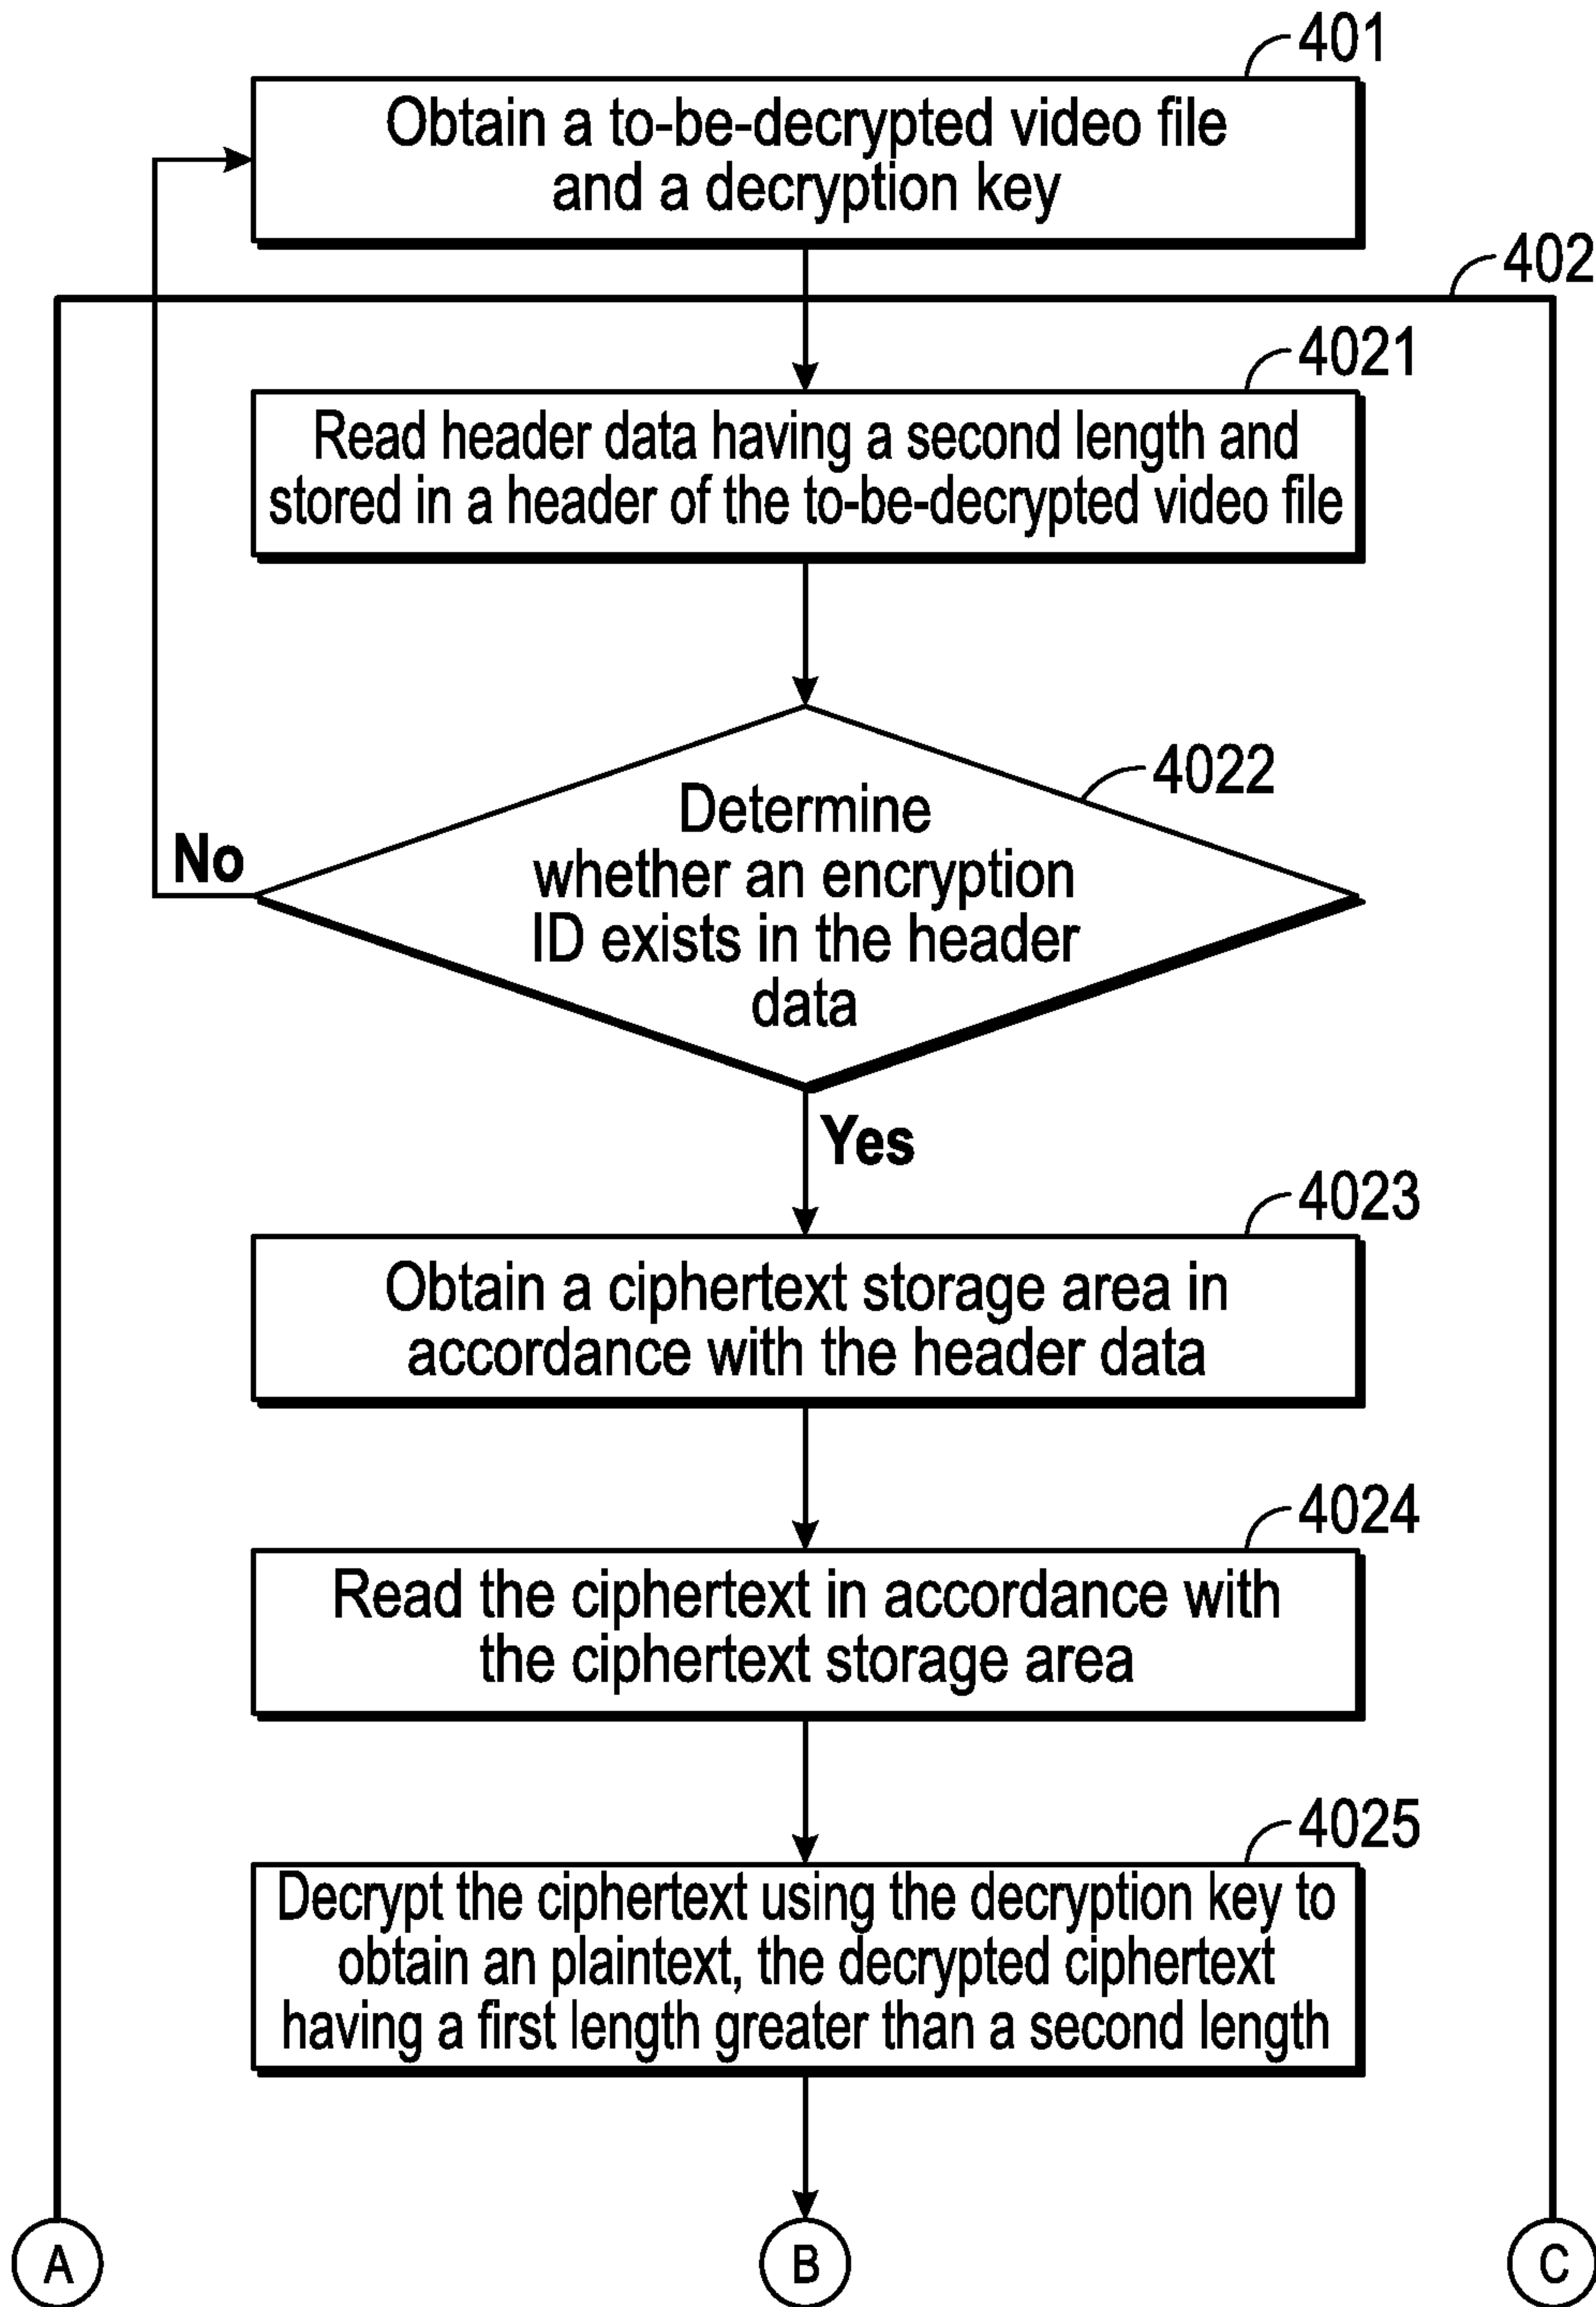 401
Obtain a to-be-decrypted video file
and a decryption key
402
4021
Read header data having a second length and
stored in a header of the to-be-decrypted video file
4022
Determine
whether an encryption
ID exists in the header
data
No
Yes
4023
Obtain a ciphertext storage area in
accordance with the header data
4024
Read the ciphertext in accordance with
the ciphertext storage area
4025
Decrypt the ciphertext using the decryption key to
obtain an plaintext, the decrypted ciphertext
having a first length greater than a second length
A
B
C